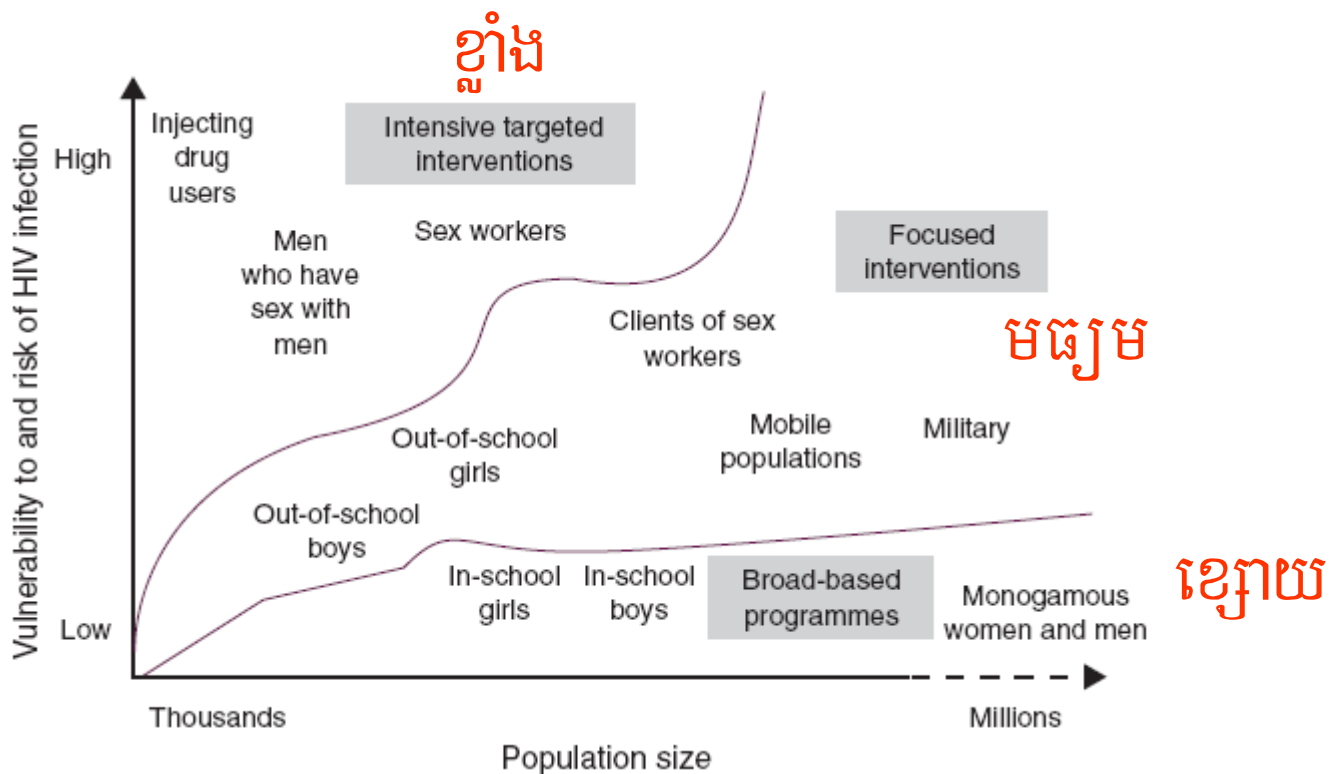 ខ្លាំង
Injecting
drug
users
Intensive targeted
interventions
High
Men
who have
sex with
men
Sex workers
Focused
interventions
Vulnerability to and risk of HIV infection
Clients of sex
workers
មធ្យម
Out-of-school
girls
Mobile
populations
Military
Out-of-school
boys
In-school
girls
In-school
boys
Broad-based
programmes
Monogamous
women and men
ខ្សោយ
Low
Thousands
Millions
Population size